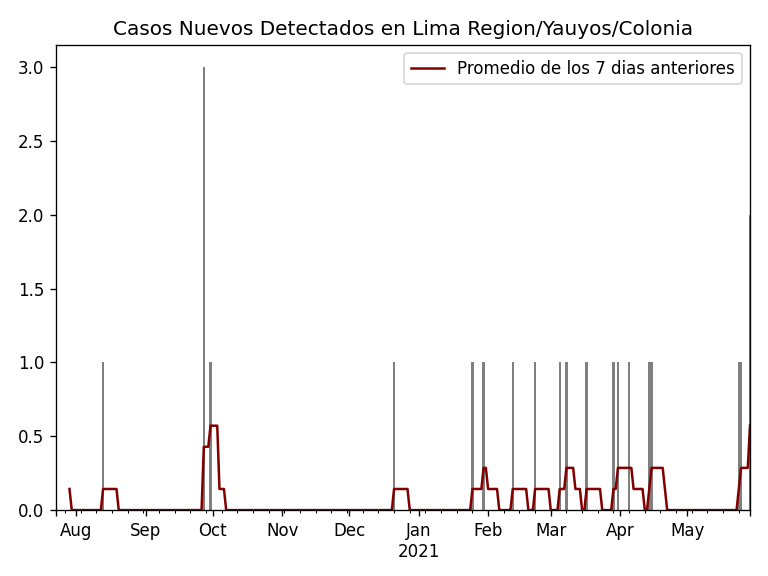 Casos Nuevos Detectados en Lima Region/Yauyos/Colonia
Promedio de los 7 dias anteriores
3.0
2.5
2.0
1.5
1.0
0.5
0.0
Aug Sep Oct Nov Dec Jan Feb Mar Apr May
2021